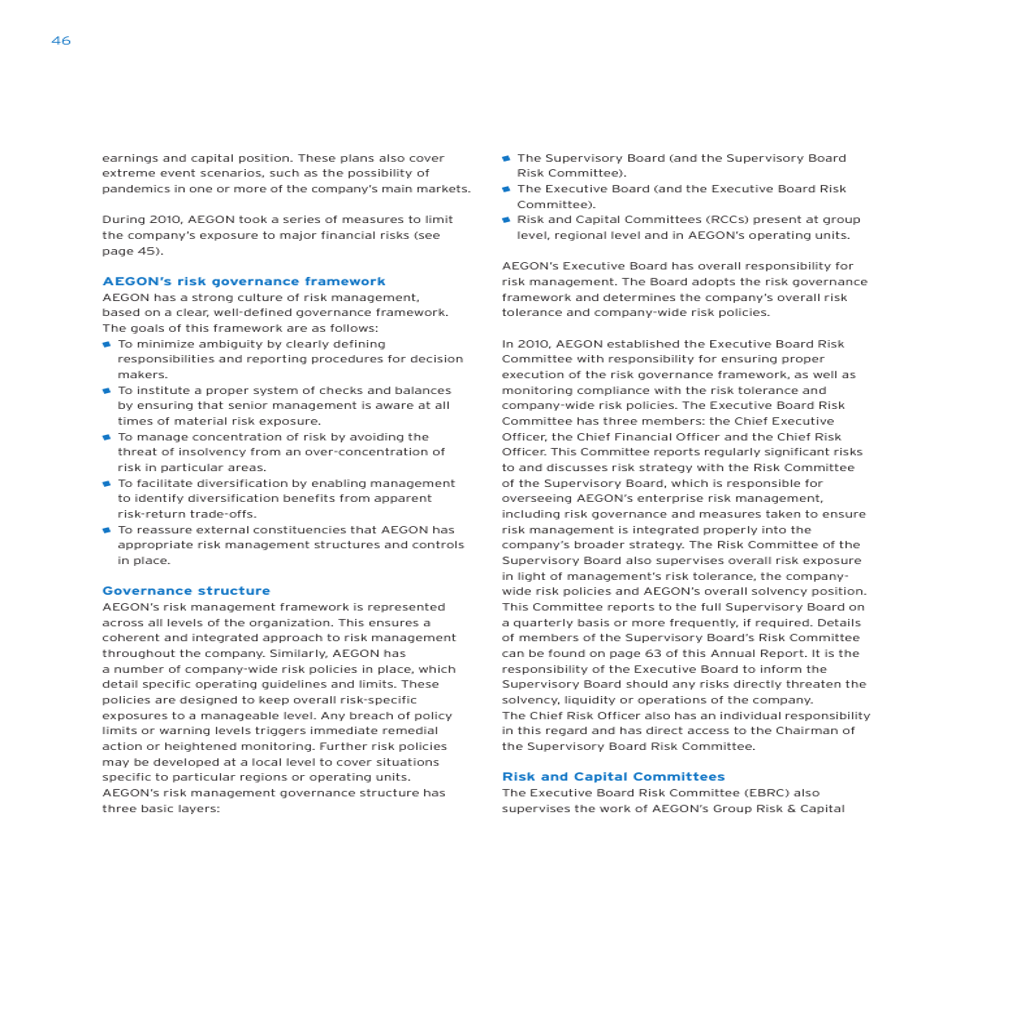 46
earnings and capital position. These plans also cover
extreme event scenarios, such as the possibility of
pandemics in one or more of the company's main markets.
During 2010, AEGON took a series of measures to limit
the company's exposure to major financial risks (see
page 45).
AEGON's risk governance framework
AEGON has a strong culture of risk management,
based on a clear, well-defined governance framework.
The goals of this framework are as follows:
To minimize ambiguity by clearly defining
responsibilities and reporting procedures for decision
makers.
To institute a proper system of checks and balances
by ensuring that senior management is aware at all
times of material risk exposure.
To manage concentration of risk by avoiding the
threat of insolvency from an over-concentration of
risk in particular areas.
To facilitate diversification by enabling management
to identify diversification benefits from apparent
risk-return trade-offs.
To reassure external constituencies that AEGON has
appropriate risk management structures and controls
in place.
Governance structure
AEGON's risk management framework is represented
across all levels of the organization. This ensures a
coherent and integrated approach to risk management
throughout the company. Similarly, AEGON has
a number of company-wide risk policies in place, which
detail specific operating guidelines and limits. These
policies are designed to keep overall risk-specific
exposures to a manageable level. Any breach of policy
limits or warning levels triggers immediate remedial
action or heightened monitoring. Further risk policies
may be developed at a local level to cover situations
specific to particular regions or operating units.
AEGON's risk management governance structure has
three basic layers:
The Supervisory Board (and the Supervisory Board
Risk Committee).
The Executive Board (and the Executive Board Risk
Committee).
Risk and Capital Committees (RCCs) present at group
level, regional level and in AEGON's operating units.
AEGON's Executive Board has overall responsibility for
risk management. The Board adopts the risk governance
framework and determines the company's overall risk
tolerance and company-wide risk policies.
In 2010, AEGON established the Executive Board Risk
Committee with responsibility for ensuring proper
execution of the risk governance framework, as well as
monitoring compliance with the risk tolerance and
company-wide risk policies. The Executive Board Risk
Committee has three members: the Chief Executive
Officer, the Chief Financial Officer and the Chief Risk
Officer. This Committee reports regularly significant risks
to and discusses risk strategy with the Risk Committee
of the Supervisory Board, which is responsible for
overseeing AEGON's enterprise risk management,
including risk governance and measures taken to ensure
risk management is integrated properly into the
company's broader strategy. The Risk Committee of the
Supervisory Board also supervises overall risk exposure
in light of management's risk tolerance, the company-
wide risk policies and AEGON's overall solvency position.
This Committee reports to the full Supervisory Board on
a quarterly basis or more frequently, if required. Details
of members of the Supervisory Board's Risk Committee
can be found on page 63 of this Annual Report. It is the
responsibility of the Executive Board to inform the
Supervisory Board should any risks directly threaten the
solvency, liquidity or operations of the company.
The Chief Risk Officer also has an individual responsibility
in this regard and has direct access to the Chairman of
the Supervisory Board Risk Committee.
Risk and Capital Committees
The Executive Board Risk Committee (EBRC) also
supervises the work of AEGON's Group Risk & Capital